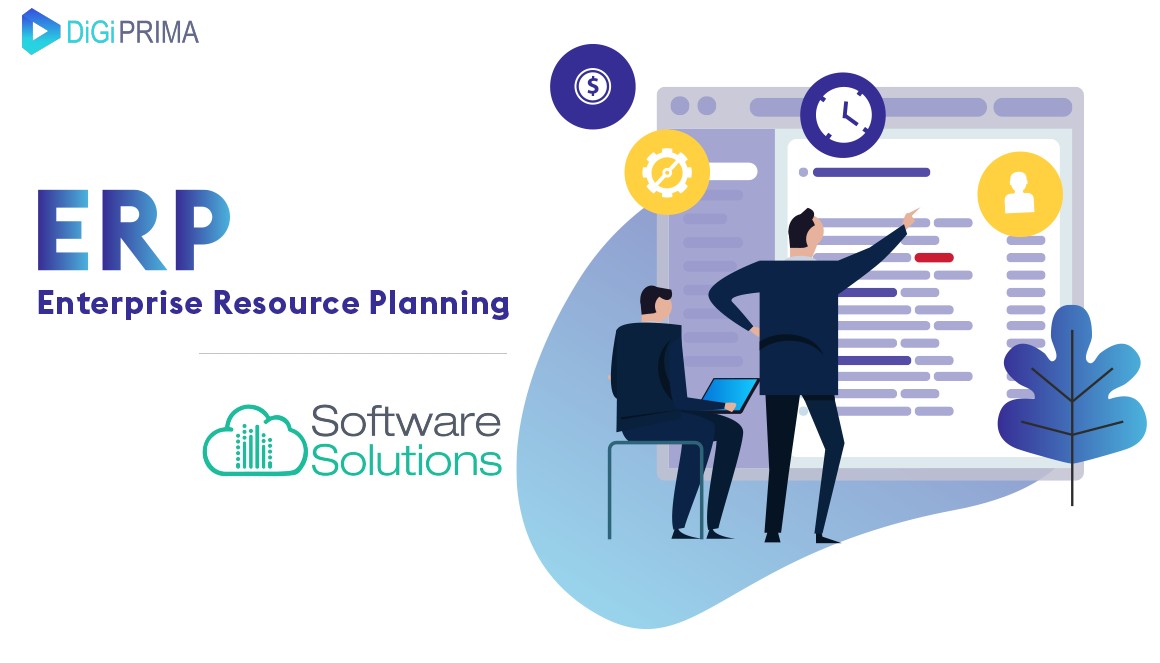 DiGiPRIMA
ERP
Enterprise Resource Planning
Software
Solutions
$